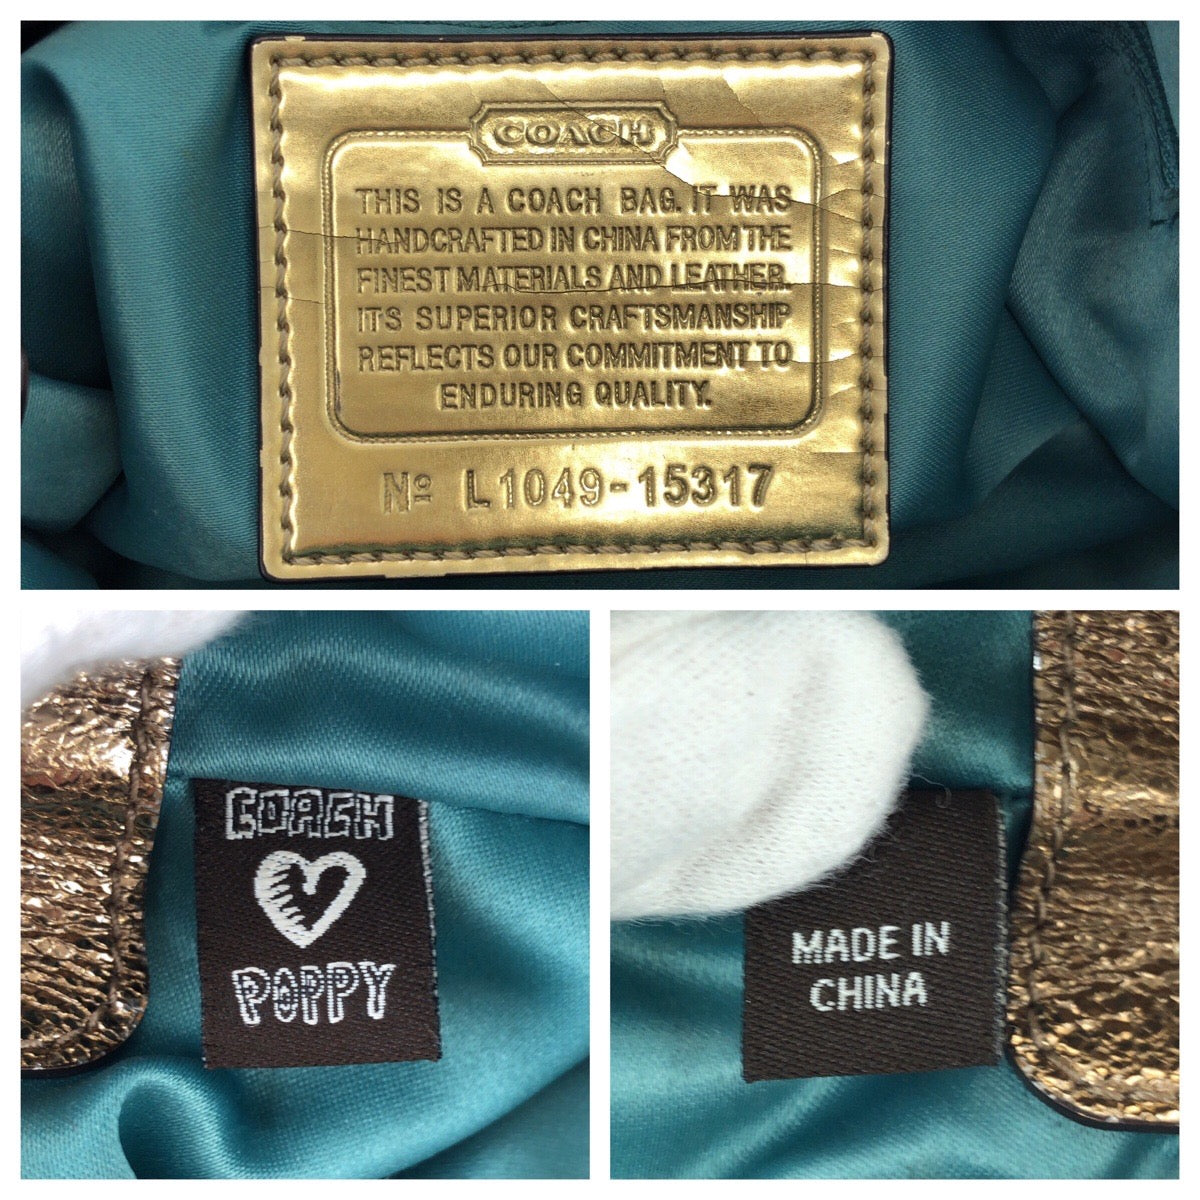 COACH
THIS IS A COACH BAG. IT WAS
HANDCRAFTED IN CHINA FROM THE
FINEST MATERIALS AND LEATHER.
ITS SUPERIOR CRAFTSMANSHIP
REFLECTS OUR COMMITMENT TO
ENDURING QUALITY.
Nº L1049-15317
COACH
POPPY
MADE IN
CHINA